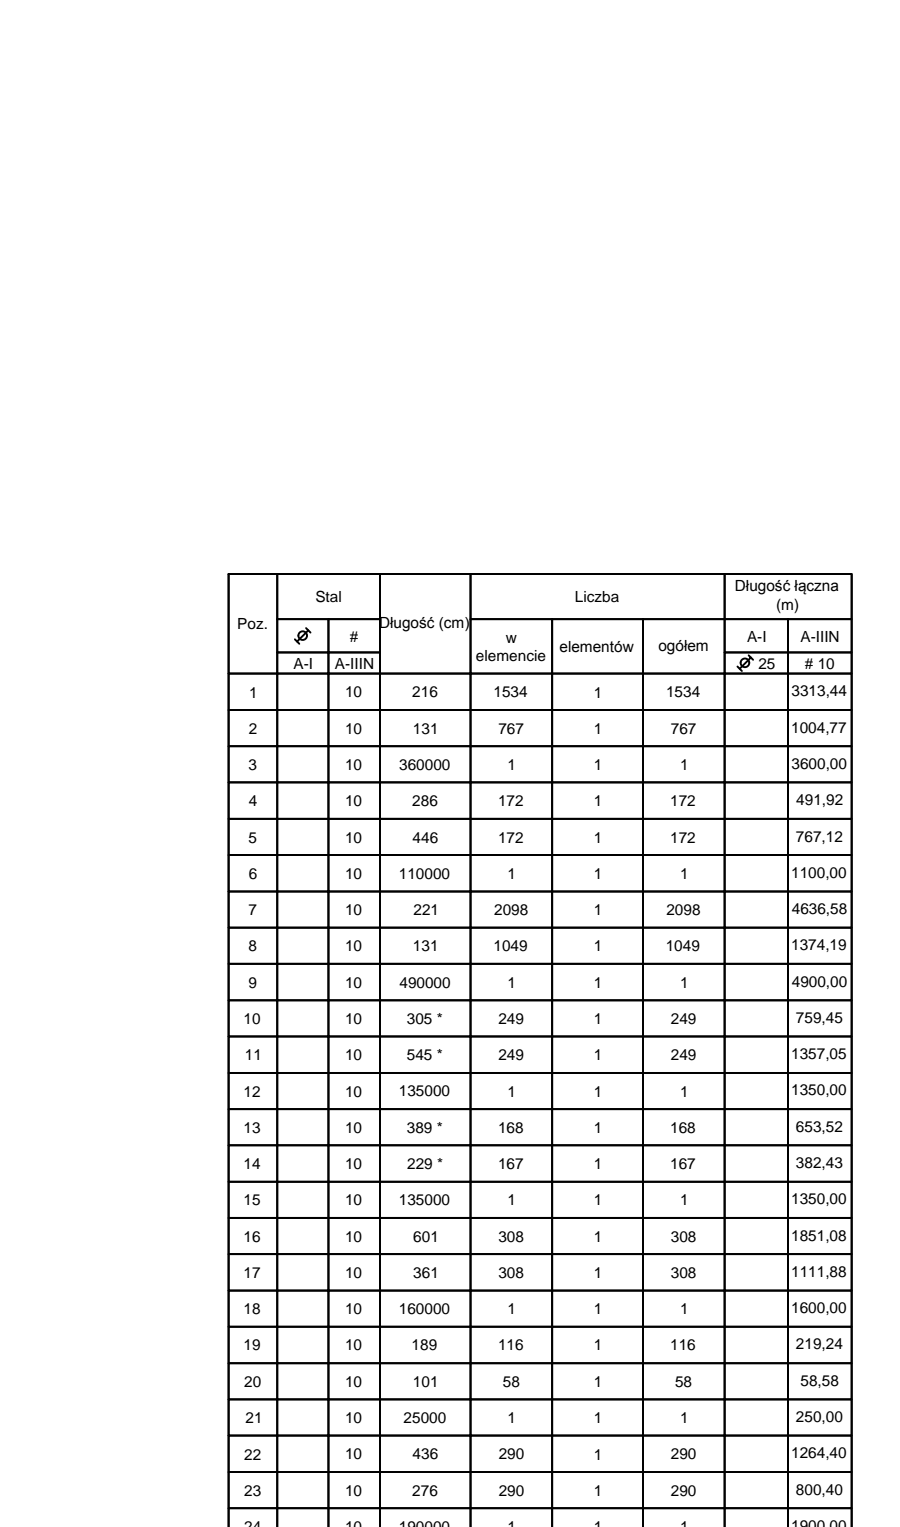 Poz. Stal Długość (cm) Liczba Długość łączna (m)
# w elemencie elementów ogółem A-I A-IIIN
A-I A-IIIN 25 # 10
1 10 216 1534 1 1534 3313,44
2 10 131 767 1 767 1004,77
3 10 360000 1 1 1 3600,00
4 10 286 172 1 172 491,92
5 10 446 172 1 172 767,12
6 10 110000 1 1 1 1100,00
7 10 221 2098 1 2098 4636,58
8 10 131 1049 1 1049 1374,19
9 10 490000 1 1 1 4900,00
10 10 305 * 249 1 249 759,45
11 10 545 * 249 1 249 1357,05
12 10 135000 1 1 1 1350,00
13 10 389 * 168 1 168 653,52
14 10 229 * 167 1 167 382,43
15 10 135000 1 1 1 1350,00
16 10 601 308 1 308 1851,08
17 10 361 308 1 308 1111,88
18 10 160000 1 1 1 1600,00
19 10 189 116 1 116 219,24
20 10 101 58 1 58 58,58
21 10 25000 1 1 1 250,00
22 10 436 290 1 290 1264,40
23 10 276 290 1 290 800,40
24 10 190000 1 1 1 1900,00